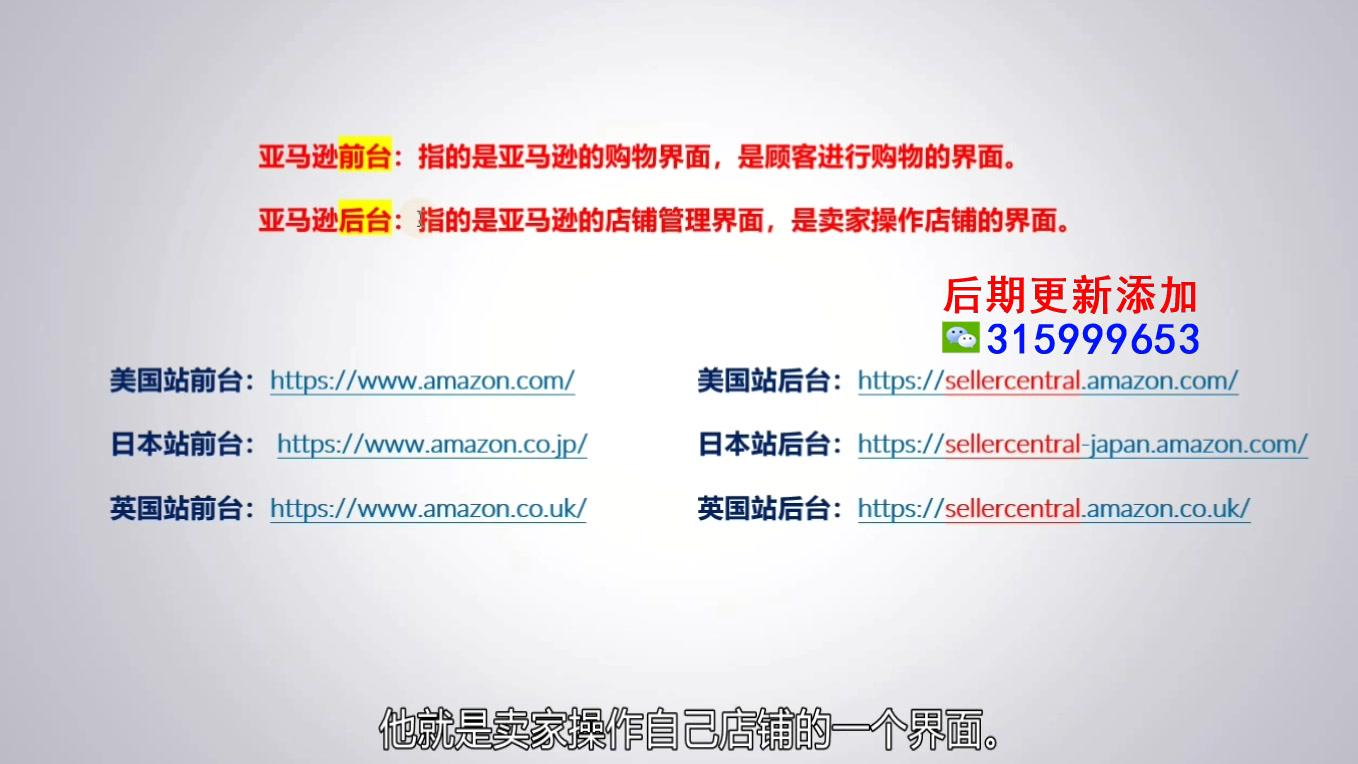 亚马逊前台：指的是亚马逊的购物界面，是顾客进行购物的界面。
亚马逊后台：指的是亚马逊的店铺管理界面，是卖家操作店铺的界面。
后期更新添加
315999653
美国站前台：https://www.amazon.com/
美国站后台：https://sellercentral.amazon.com/
日本站前台： https://www.amazon.co.jp/
日本站后台：https://sellercentral-japan.amazon.com/
英国站前台：https://www.amazon.co.uk/
英国站后台：https://sellercentral.amazon.co.uk/
他就是卖家操作自己店铺的一个界面。